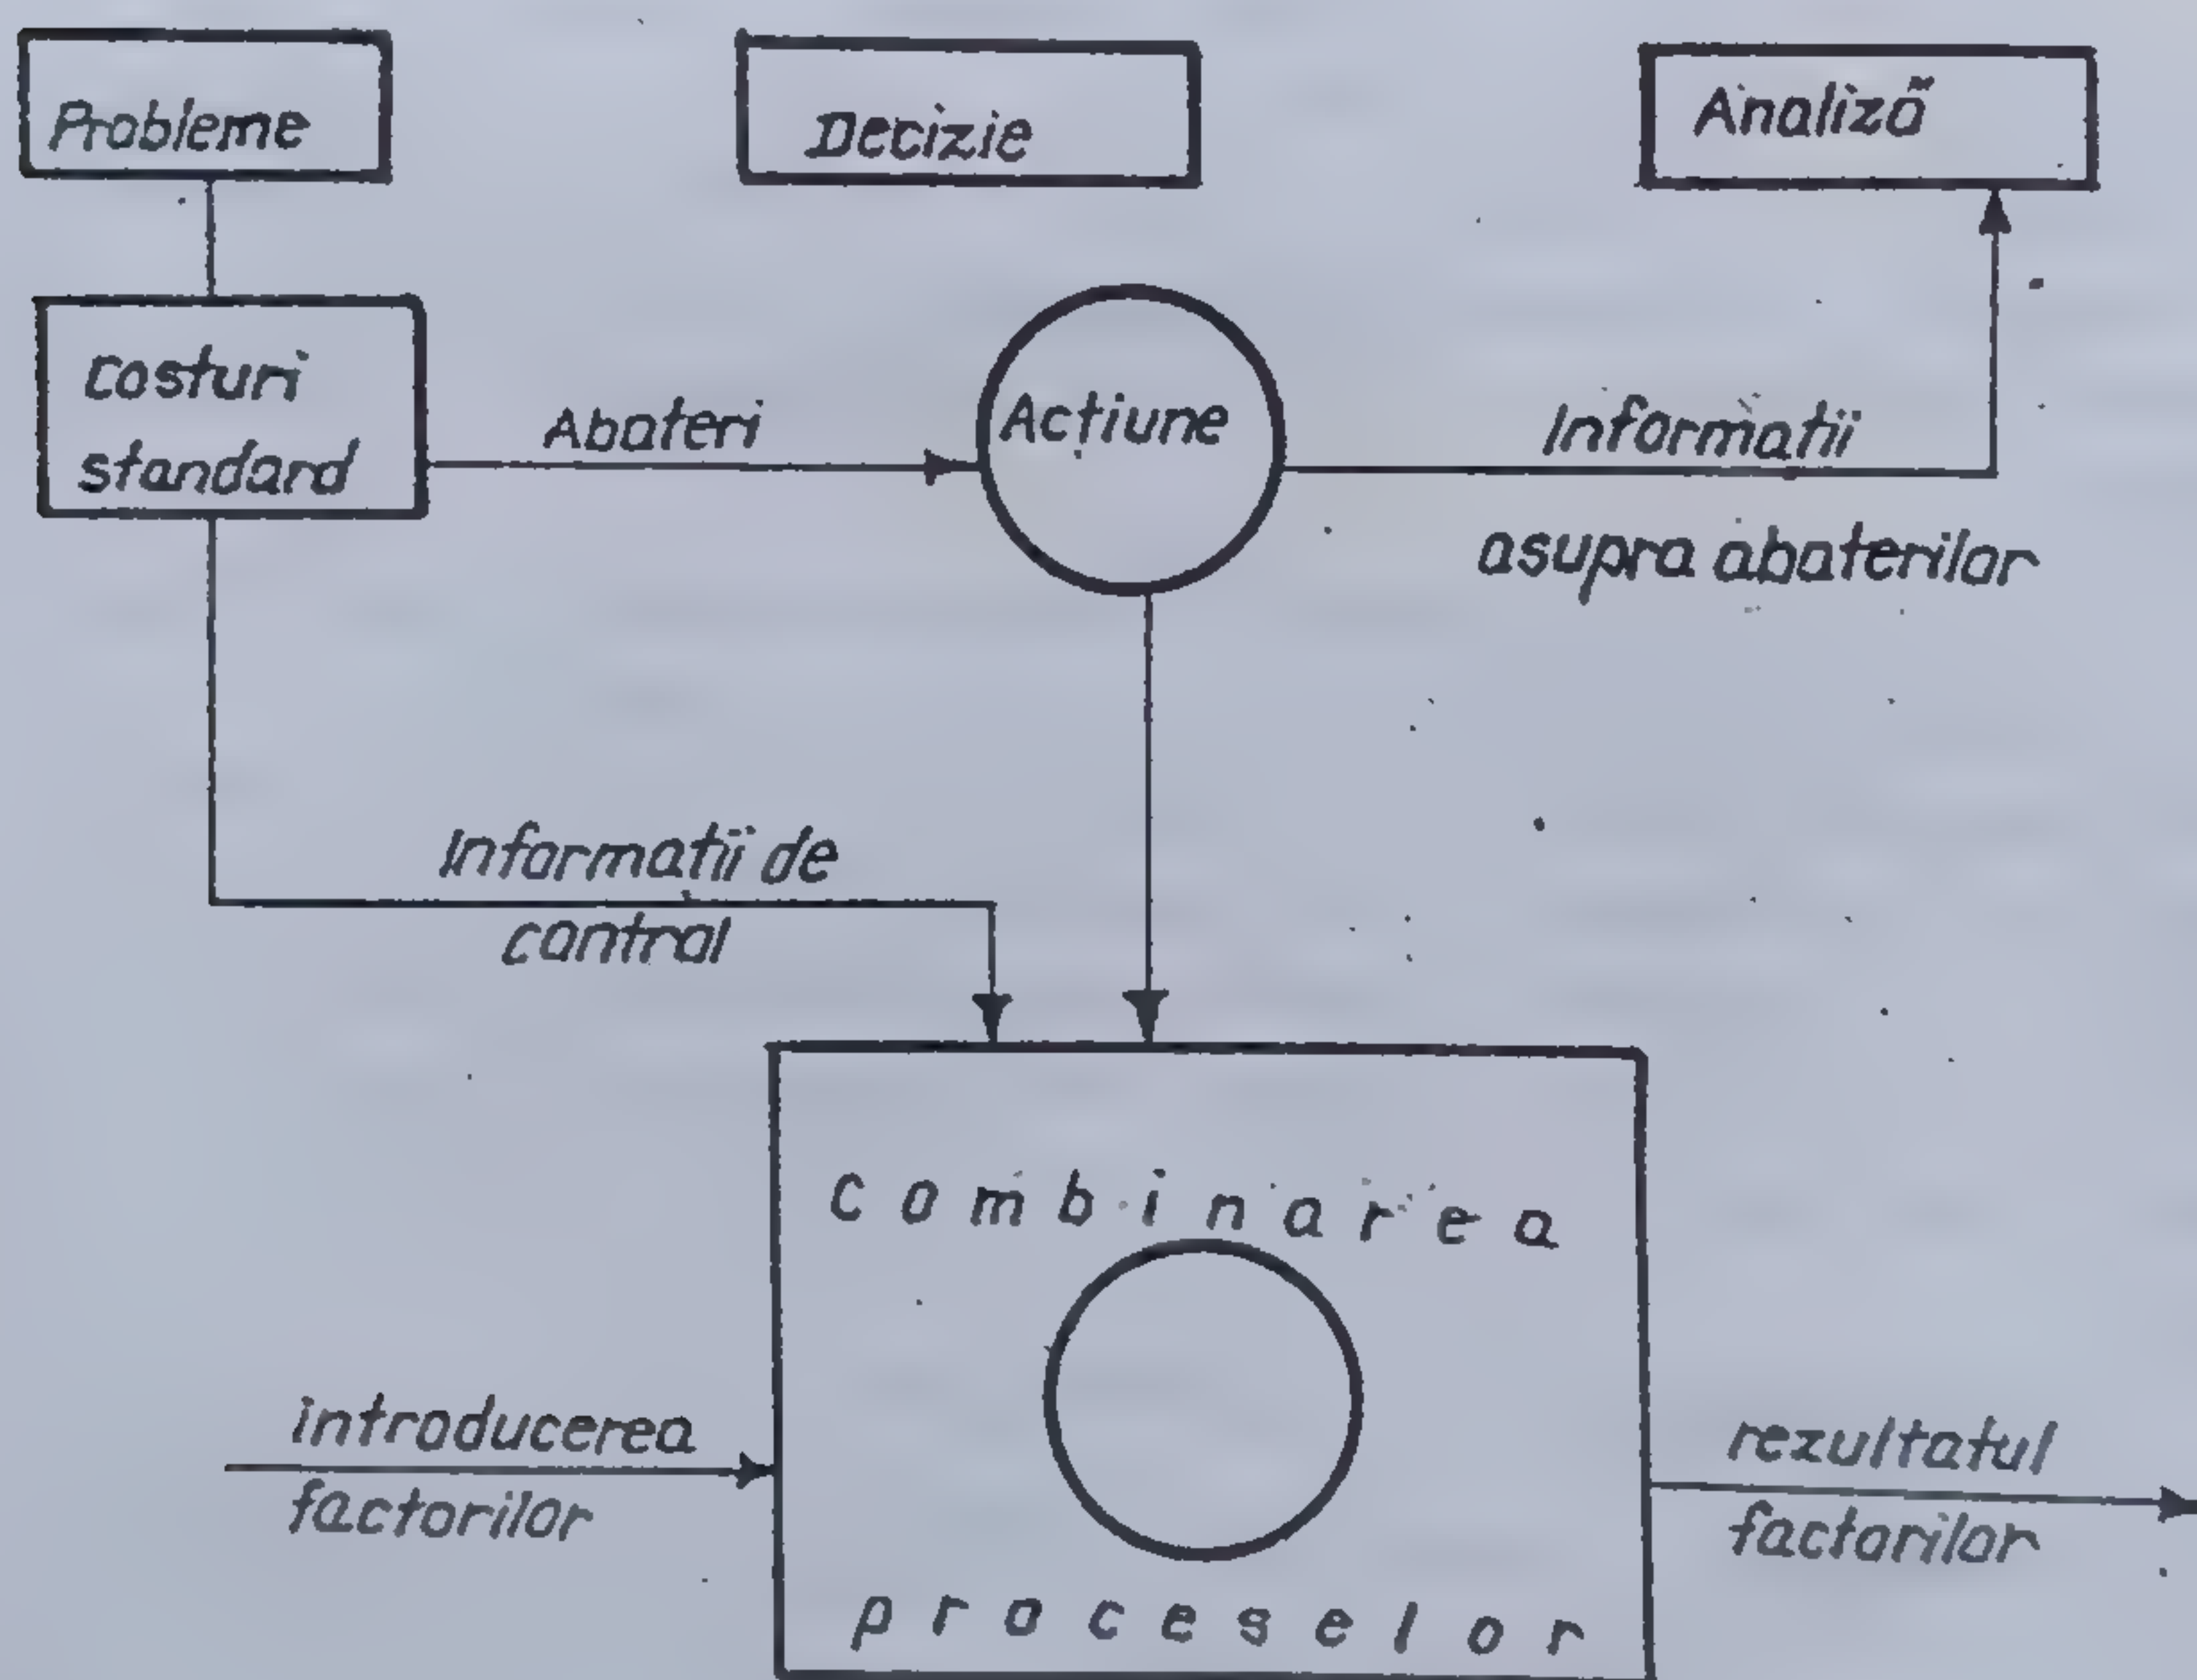 Probleme
Decizie
Analiză
Costuri
standard
Abateri
Acțiune
Informații
asupra abaterilor
Informații de
control
Combinarea
introducerea
factorilor
rezultatul
factorilor
proceselor